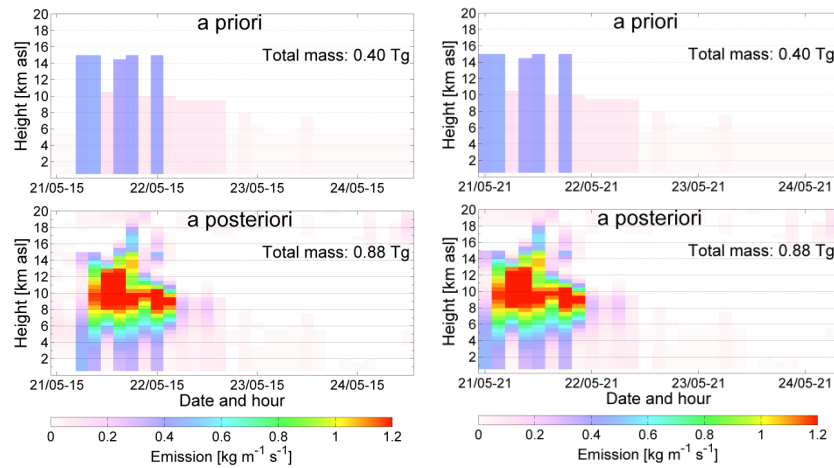 a priori
Total mass: 0.40 Tg
Height [km asl]
20
18
16
14
12
10
8
6
4
2
21/05-15 22/05-15 23/05-15 24/05-15
a posteriori
Total mass: 0.88 Tg
Height [km asl]
20
18
16
14
12
10
8
6
4
2
21/05-15 22/05-15 23/05-15 24/05-15
Date and hour
0 0.2 0.4 0.6 0.8 1 1.2
Emission [kg m⁻¹ s⁻¹]
a priori
Total mass: 0.40 Tg
Height [km asl]
20
18
16
14
12
10
8
6
4
2
21/05-21 22/05-21 23/05-21 24/05-21
a posteriori
Total mass: 0.88 Tg
Height [km asl]
20
18
16
14
12
10
8
6
4
2
21/05-21 22/05-21 23/05-21 24/05-21
Date and hour
0 0.2 0.4 0.6 0.8 1 1.2
Emission [kg m⁻¹ s⁻¹]